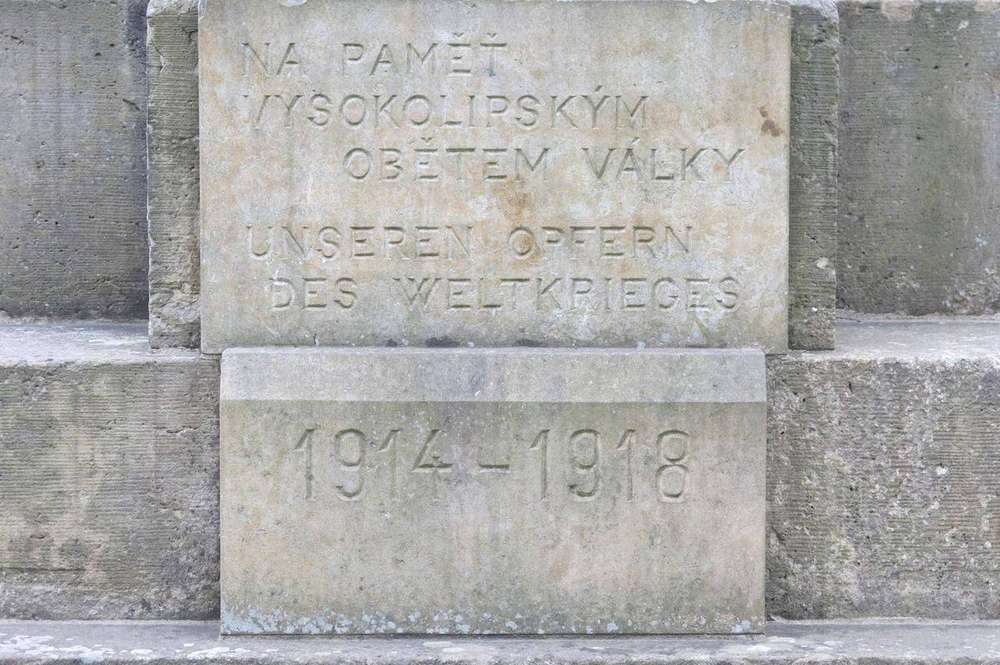 NA PAMĚŤ
VYSOKOLIPSKÝM
OBĚTEM VÁLKY
UNSEREN OPFERN
DES WELTKRIEGES
1914-1918